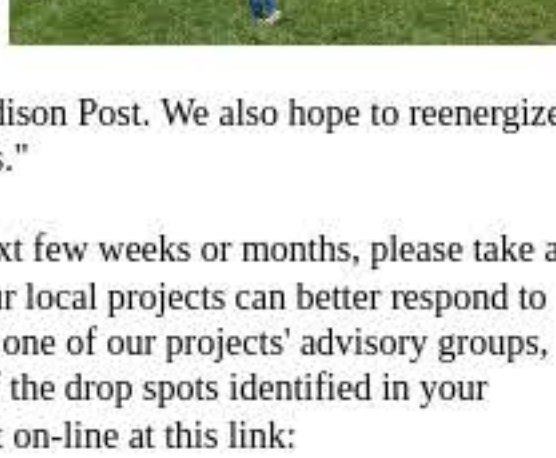 dison Post. We also hope to reenergize
s."
xt few weeks or months, please take a
ur local projects can better respond to
one of our projects' advisory groups,
the drop spots identified in your
t on-line at this link: